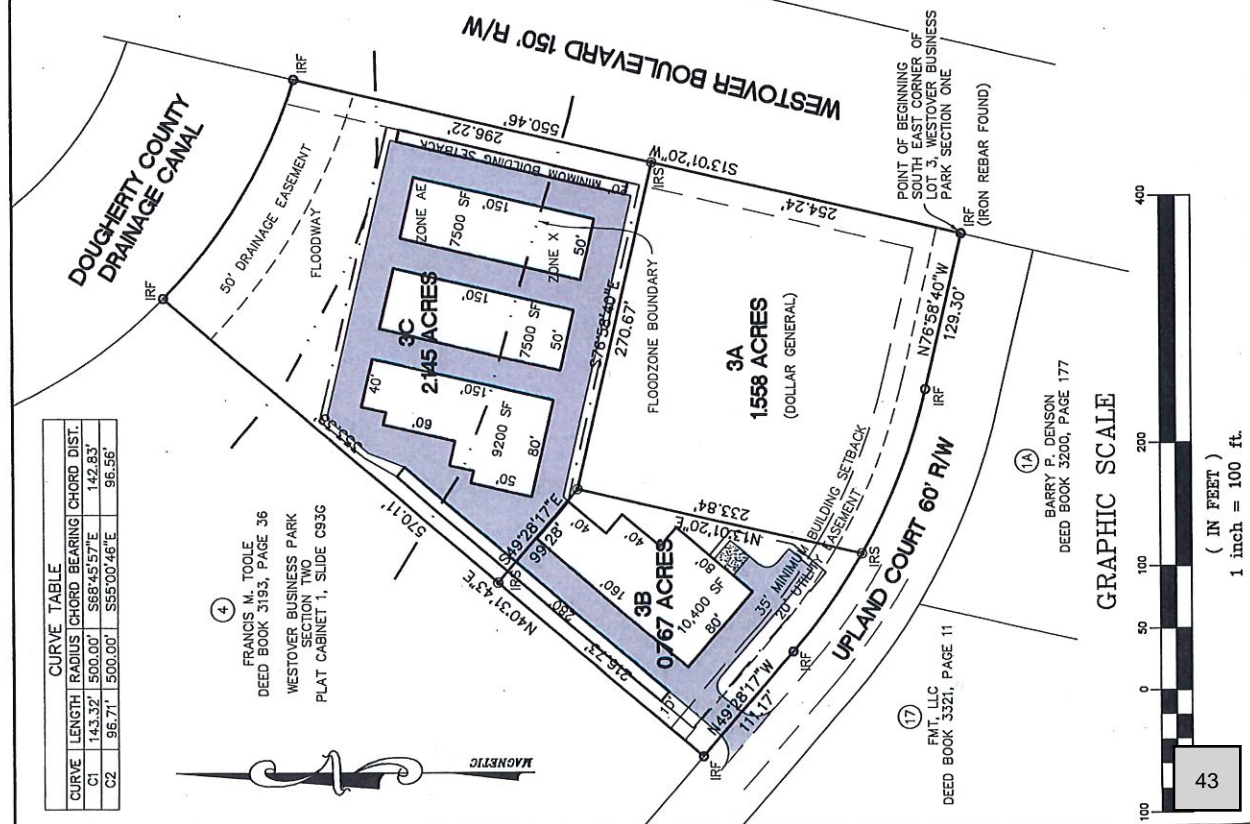 CURVE TABLE
CURVE LENGTH RADIUS CHORD BEARING CHORD DIST.
C1 143.32' 500.00' S68°45'57"E 142.83'
C2 96.71' 500.00' S55°00'46"E 96.56'
DOUGHERTY COUNTY
DRAINAGE CANAL
IRF
IRF
50' DRAINAGE EASEMENT
FLOODWAY
WESTOVER BOULEVARD 150' R/W
4
FRANCIS M. TOOLE
DEED BOOK 3193, PAGE 36
WESTOVER BUSINESS PARK
SECTION TWO
PLAT CABINET 1, SLIDE C93G
MAGNETIC
N40°31'43"E
570.11'
296.22'
550.46'
MINIMUM BUILDING SETBACK
ZONE AE
7500 SF
150'
ZONE X
50'
3C
2.145 ACRES
150'
7500 SF
50'
40'
60'
150'
9200 SF
80'
50'
S76°58'40"E
270.67'
IRS
S13°01'20"W
254.24'
FLOODZONE BOUNDARY
3A
1.558 ACRES
(DOLLAR GENERAL)
POINT OF BEGINNING
SOUTH EAST CORNER OF
LOT 3, WESTOVER BUSINESS
PARK SECTION ONE
IRF
(IRON REBAR FOUND)
S49°28'17"E
99.28'
IRS
N13°01'20"E
233.84'
40'
40'
80'
160'
3B
0.767 ACRES
10,400 SF
80'
280'
216.73'
10'
35' MINIMUM BUILDING SETBACK
20' UTILITY EASEMENT
N49°28'17"W
111.17'
IRF
IRF
IRS
IRF
N76°58'40"W
129.30'
UPLAND COURT 60' R/W
17
FMT, LLC
DEED BOOK 3321, PAGE 11
1A
BARRY P. DENSON
DEED BOOK 3200, PAGE 177
GRAPHIC SCALE
100 0 50 100 200 400
( IN FEET )
1 inch = 100 ft.
43